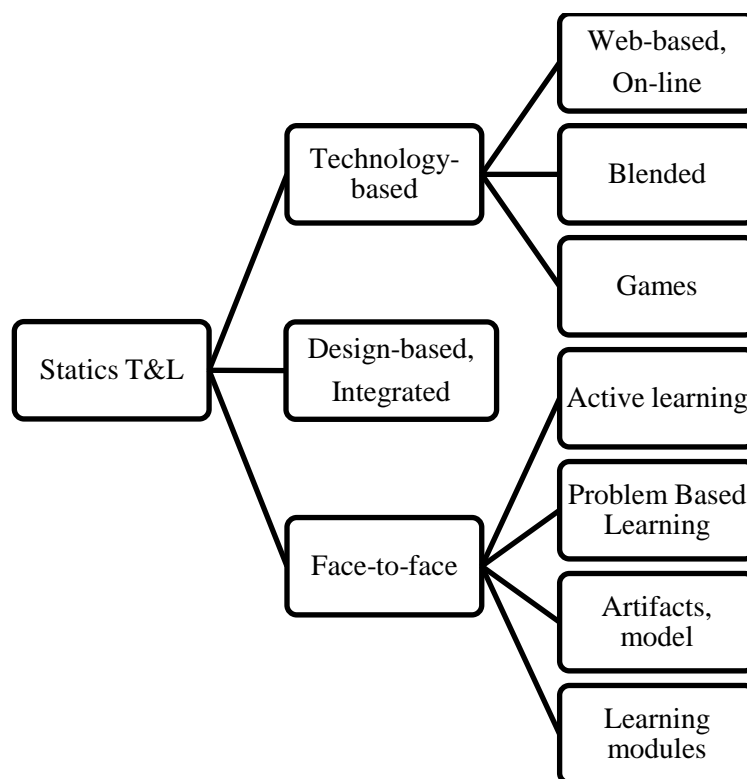 Statics T&L
Technology-
based
Web-based,
On-line
Blended
Games
Design-based,
Integrated
Face-to-face
Active learning
Problem Based
Learning
Artifacts,
model
Learning
modules